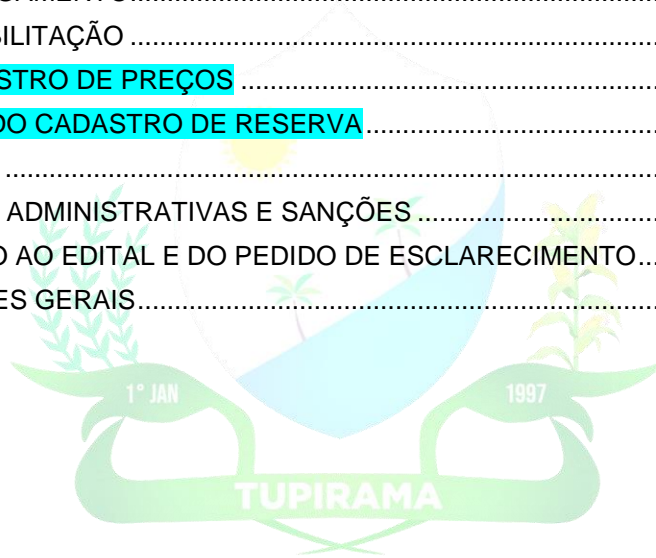 BILITAÇÃO ....................................................................................
STRO DE PREÇOS ....................................................................
DO CADASTRO DE RESERVA ..................................................
....................................................................................................
ADMINISTRATIVAS E SANÇÕES ...........................................
O AO EDITAL E DO PEDIDO DE ESCLARECIMENTO ...
ES GERAIS ................................................................................
1° JAN
1997
TUPIRAMA